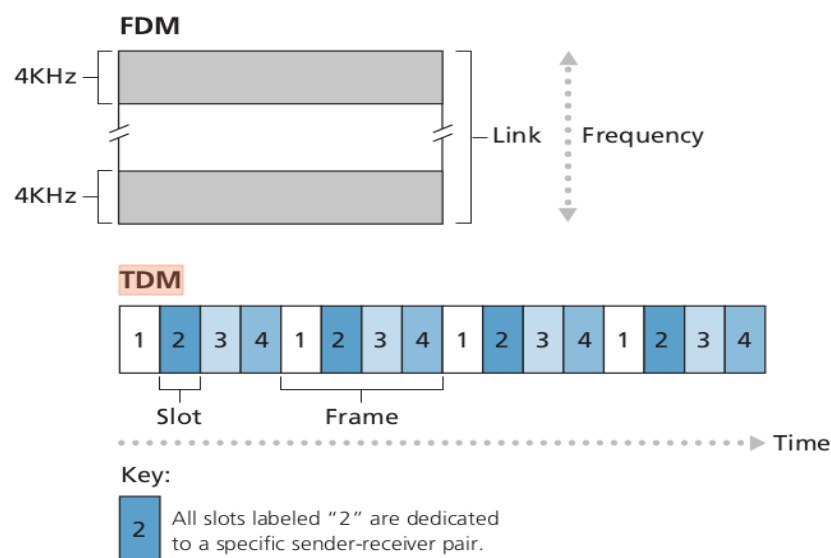 FDM
4KHz
Link
Frequency
4KHz
TDM
1 2 3 4 1 2 3 4 1 2 3 4 1 2 3 4
Slot
Frame
Time
Key:
2
All slots labeled “2” are dedicated
to a specific sender-receiver pair.